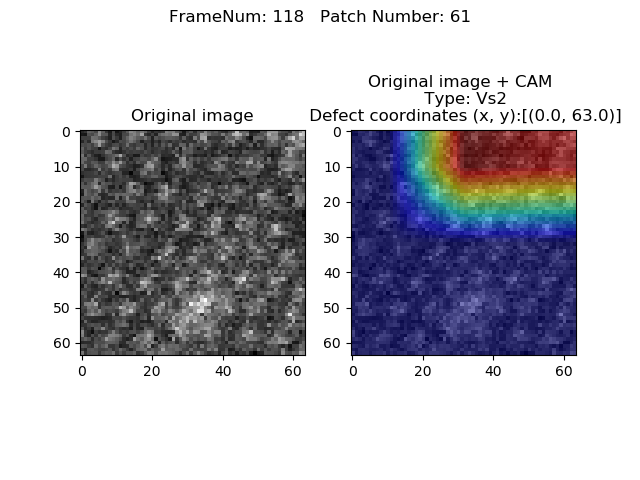 FrameNum: 118   Patch Number: 61
Original image
0
10
20
30
40
50
60
0 20 40 60
Original image + CAM
Type: Vs2
Defect coordinates (x, y):[(0.0, 63.0)]
0
10
20
30
40
50
60
0 20 40 60